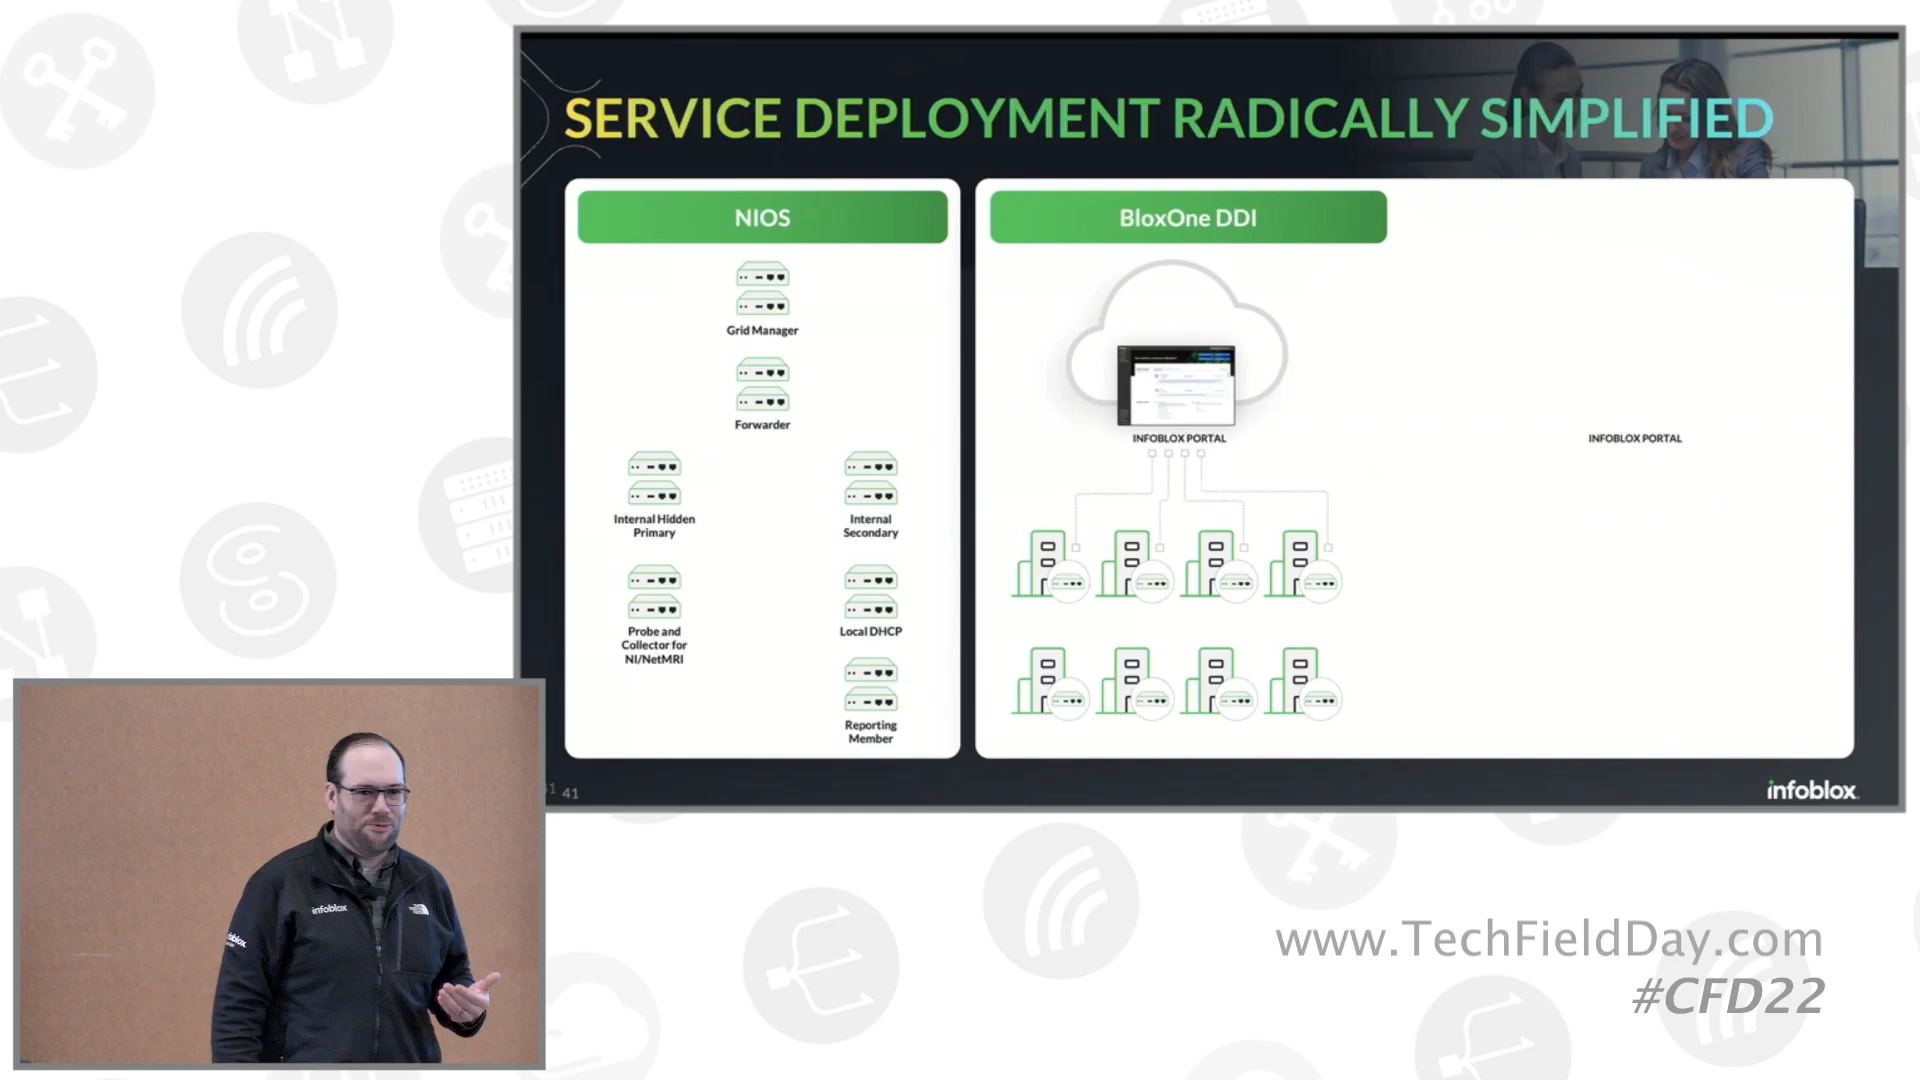 SERVICE DEPLOYMENT RADICALLY SIMPLIFIED
NIOS
Grid Manager
Forwarder
Internal Hidden
Primary
Internal
Secondary
Probe and
Collector for
NI/NetMRI
Local DHCP
Reporting
Member
BloxOne DDI
INFOBLOX PORTAL
INFOBLOX PORTAL
41
infoblox
infoblox
www.TechFieldDay.com
#CFD22